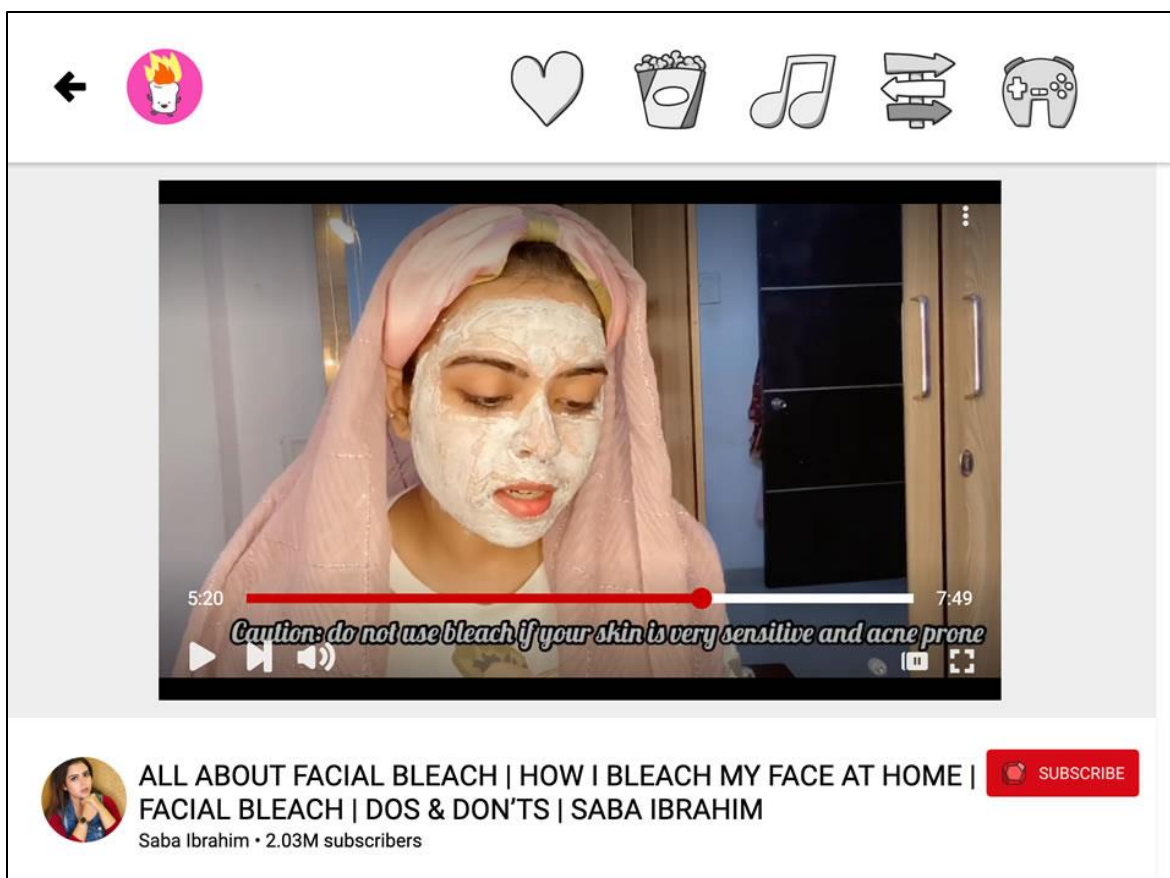 5:20
7:49
Caution: do not use bleach if your skin is very sensitive and acne prone
ALL ABOUT FACIAL BLEACH | HOW I BLEACH MY FACE AT HOME |
FACIAL BLEACH | DOS & DON’TS | SABA IBRAHIM
SUBSCRIBE
Saba Ibrahim • 2.03M subscribers